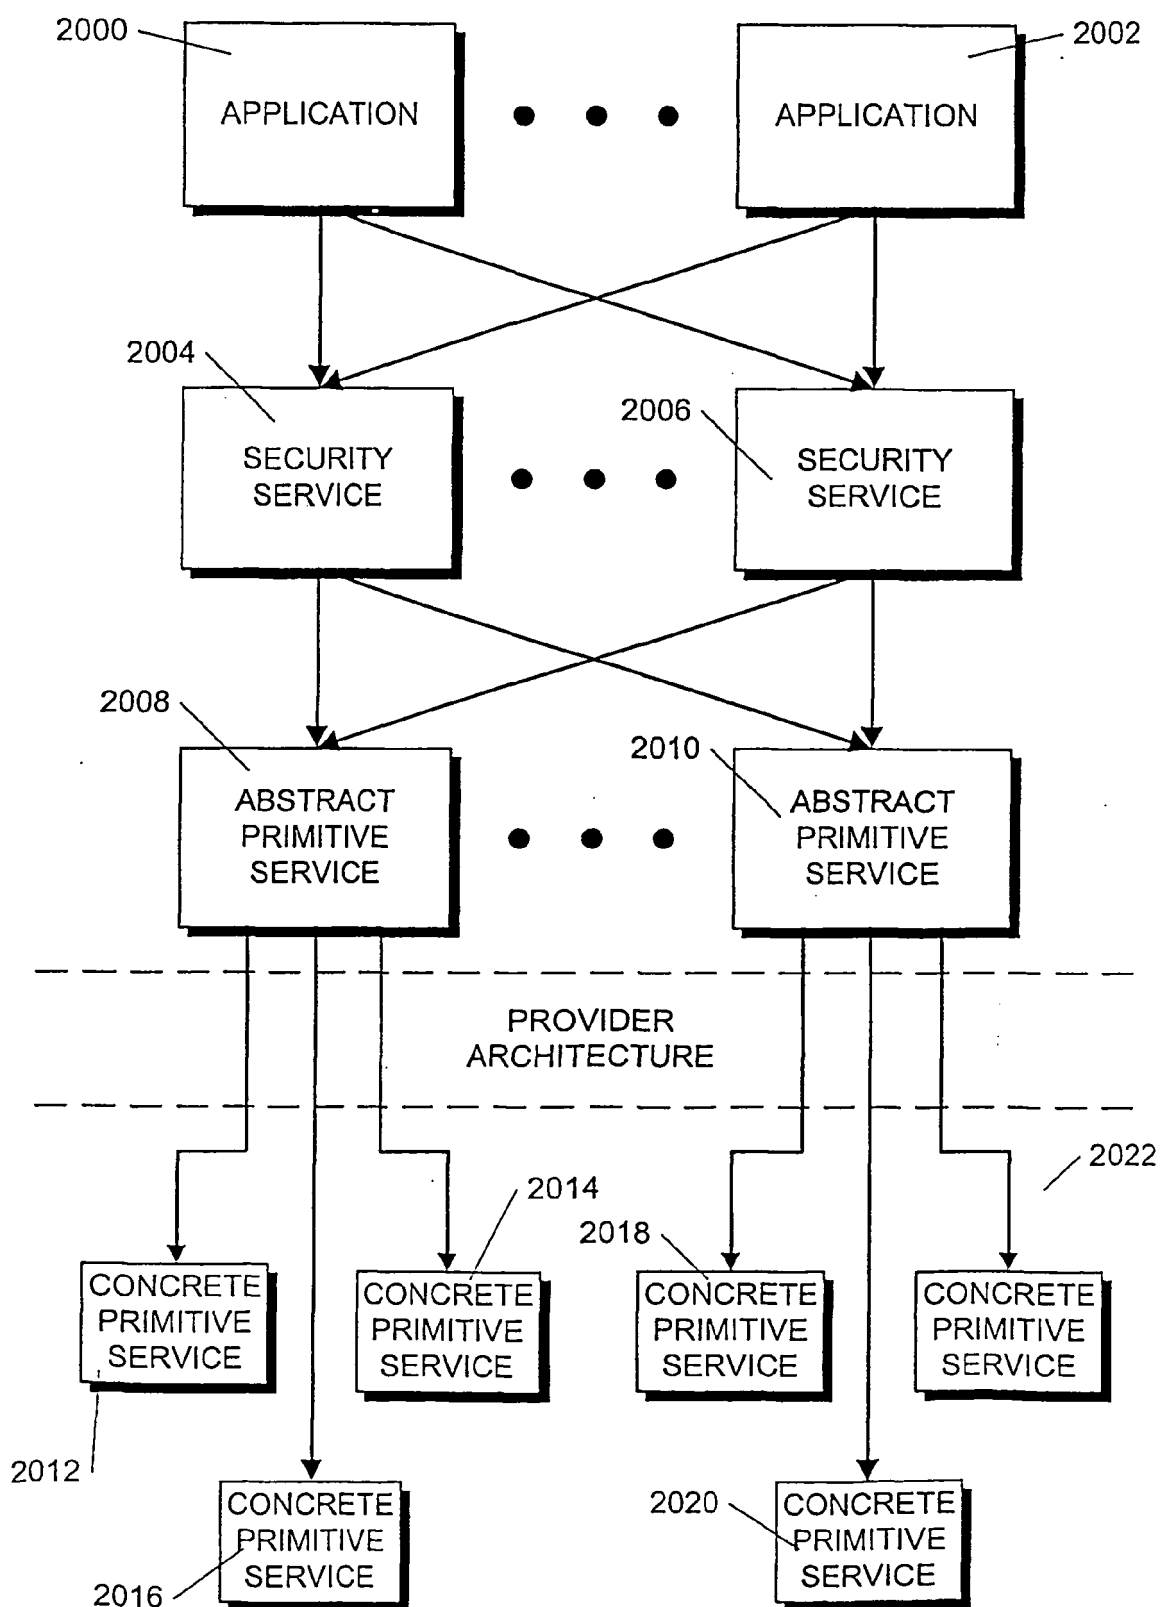 2000
2002
APPLICATION
APPLICATION
2004
2006
SECURITY
SERVICE
SECURITY
SERVICE
2008
2010
ABSTRACT
PRIMITIVE
SERVICE
ABSTRACT
PRIMITIVE
SERVICE
PROVIDER
ARCHITECTURE
2014
2018
2022
CONCRETE
PRIMITIVE
SERVICE
CONCRETE
PRIMITIVE
SERVICE
CONCRETE
PRIMITIVE
SERVICE
CONCRETE
PRIMITIVE
SERVICE
2012
2016
CONCRETE
PRIMITIVE
SERVICE
2020
CONCRETE
PRIMITIVE
SERVICE